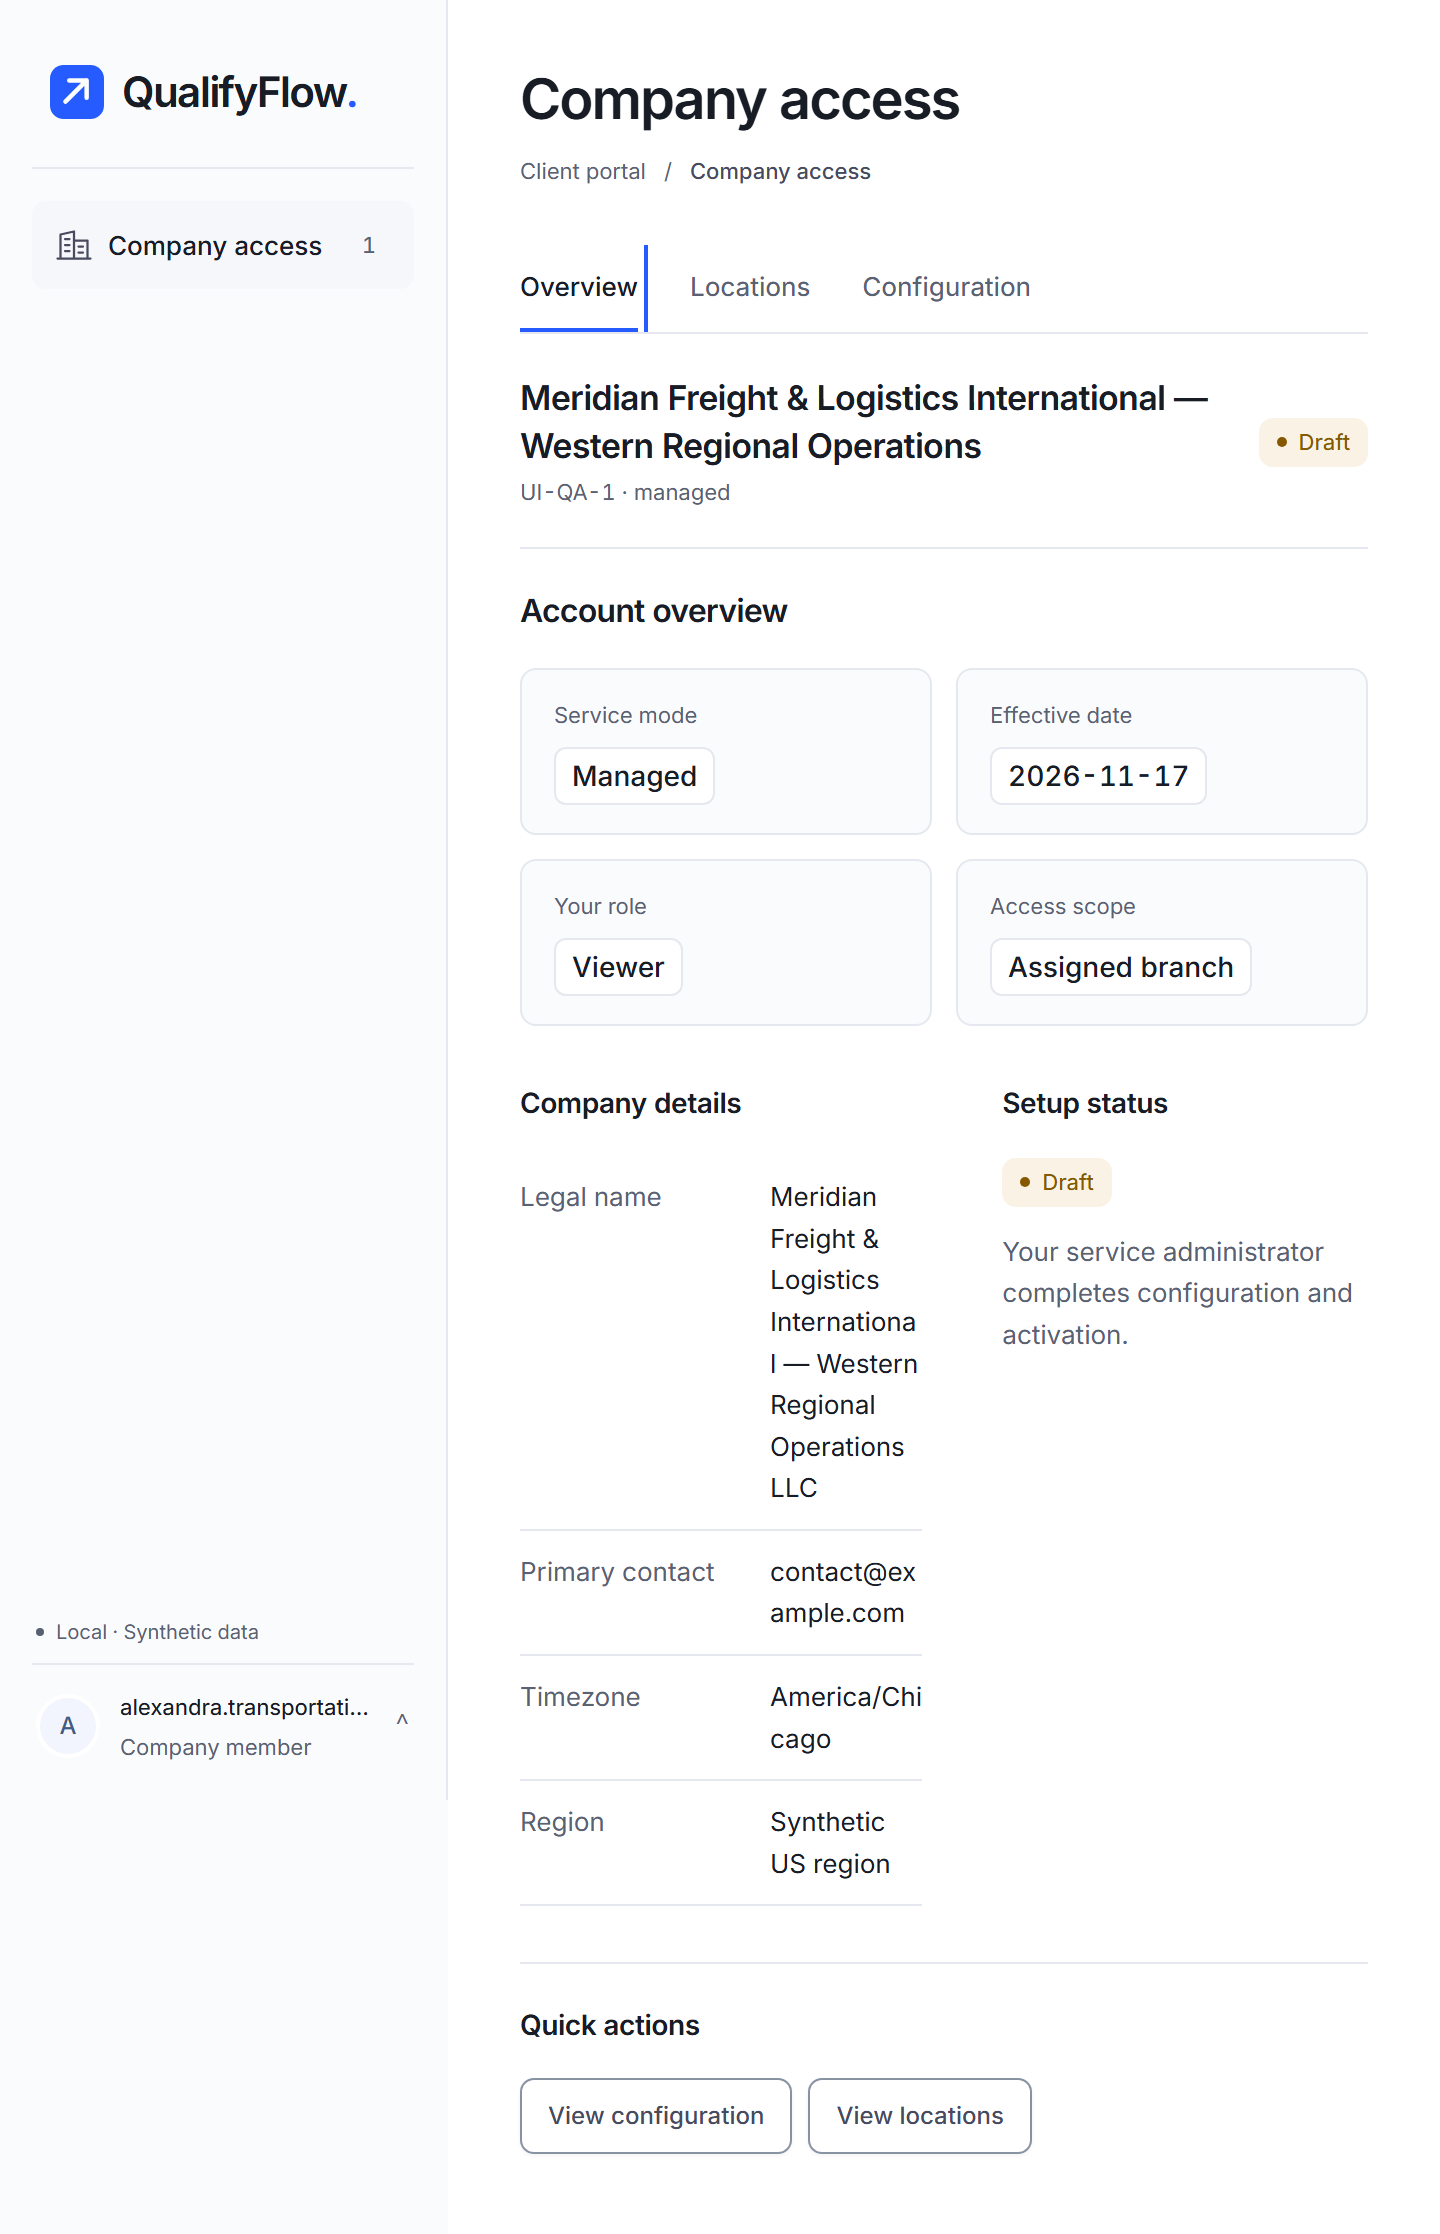 QualifyFlow.
Company access 1
Local · Synthetic data
A
alexandra.transportati...
Company member
^
Company access
Client portal / Company access
Overview
Locations
Configuration
Meridian Freight & Logistics International —
Western Regional Operations
Draft
UI-QA-1 · managed
Account overview
Service mode
Managed
Effective date
2026-11-17
Your role
Viewer
Access scope
Assigned branch
Company details
Legal name
Meridian
Freight &
Logistics
Internationa
l — Western
Regional
Operations
LLC
Primary contact
contact@ex
ample.com
Timezone
America/Chi
cago
Region
Synthetic
US region
Setup status
Draft
Your service administrator
completes configuration and
activation.
Quick actions
View configuration
View locations